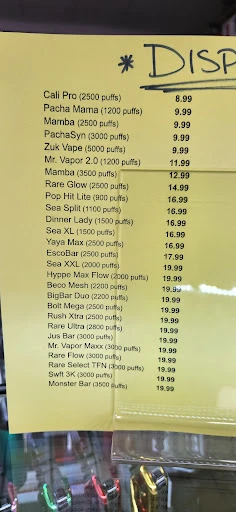 * DISP
Cali Pro (2500 puffs) 8.99
Pacha Mama (1200 puffs) 9.99
Mamba (2500 puffs) 9.99
PachaSyn (3000 puffs) 9.99
Zuk Vape (5000 puffs) 9.99
Mr. Vapor 2.0 (1200 puffs) 11.99
Mamba (3500 puffs) 12.99
Rare Glow (2500 puffs) 14.99
Pop Hit Lite (900 puffs) 16.99
Sea Split (1100 puffs) 16.99
Dinner Lady (1500 puffs) 16.99
Sea XL (1500 puffs) 16.99
Yaya Max (2500 puffs) 16.99
EscoBar (2500 puffs) 17.99
Sea XXL (2000 puffs) 19.99
Hyppe Max Flow (2000 puffs) 19.99
Beco Mesh (2200 puffs) 19.99
BigBar Duo (2200 puffs) 19.99
Bolt Mega (2500 puffs) 19.99
Rush Xtra (2500 puffs) 19.99
Rare Ultra (2800 puffs) 19.99
Jus Bar (3000 puffs) 19.99
Mr. Vapor Maxx (3000 puffs) 19.99
Rare Flow (3000 puffs) 19.99
Rare Select TFN (3000 puffs) 19.99
Swft 3K (3000 puffs) 19.99
Monster Bar (3500 puffs) 19.99